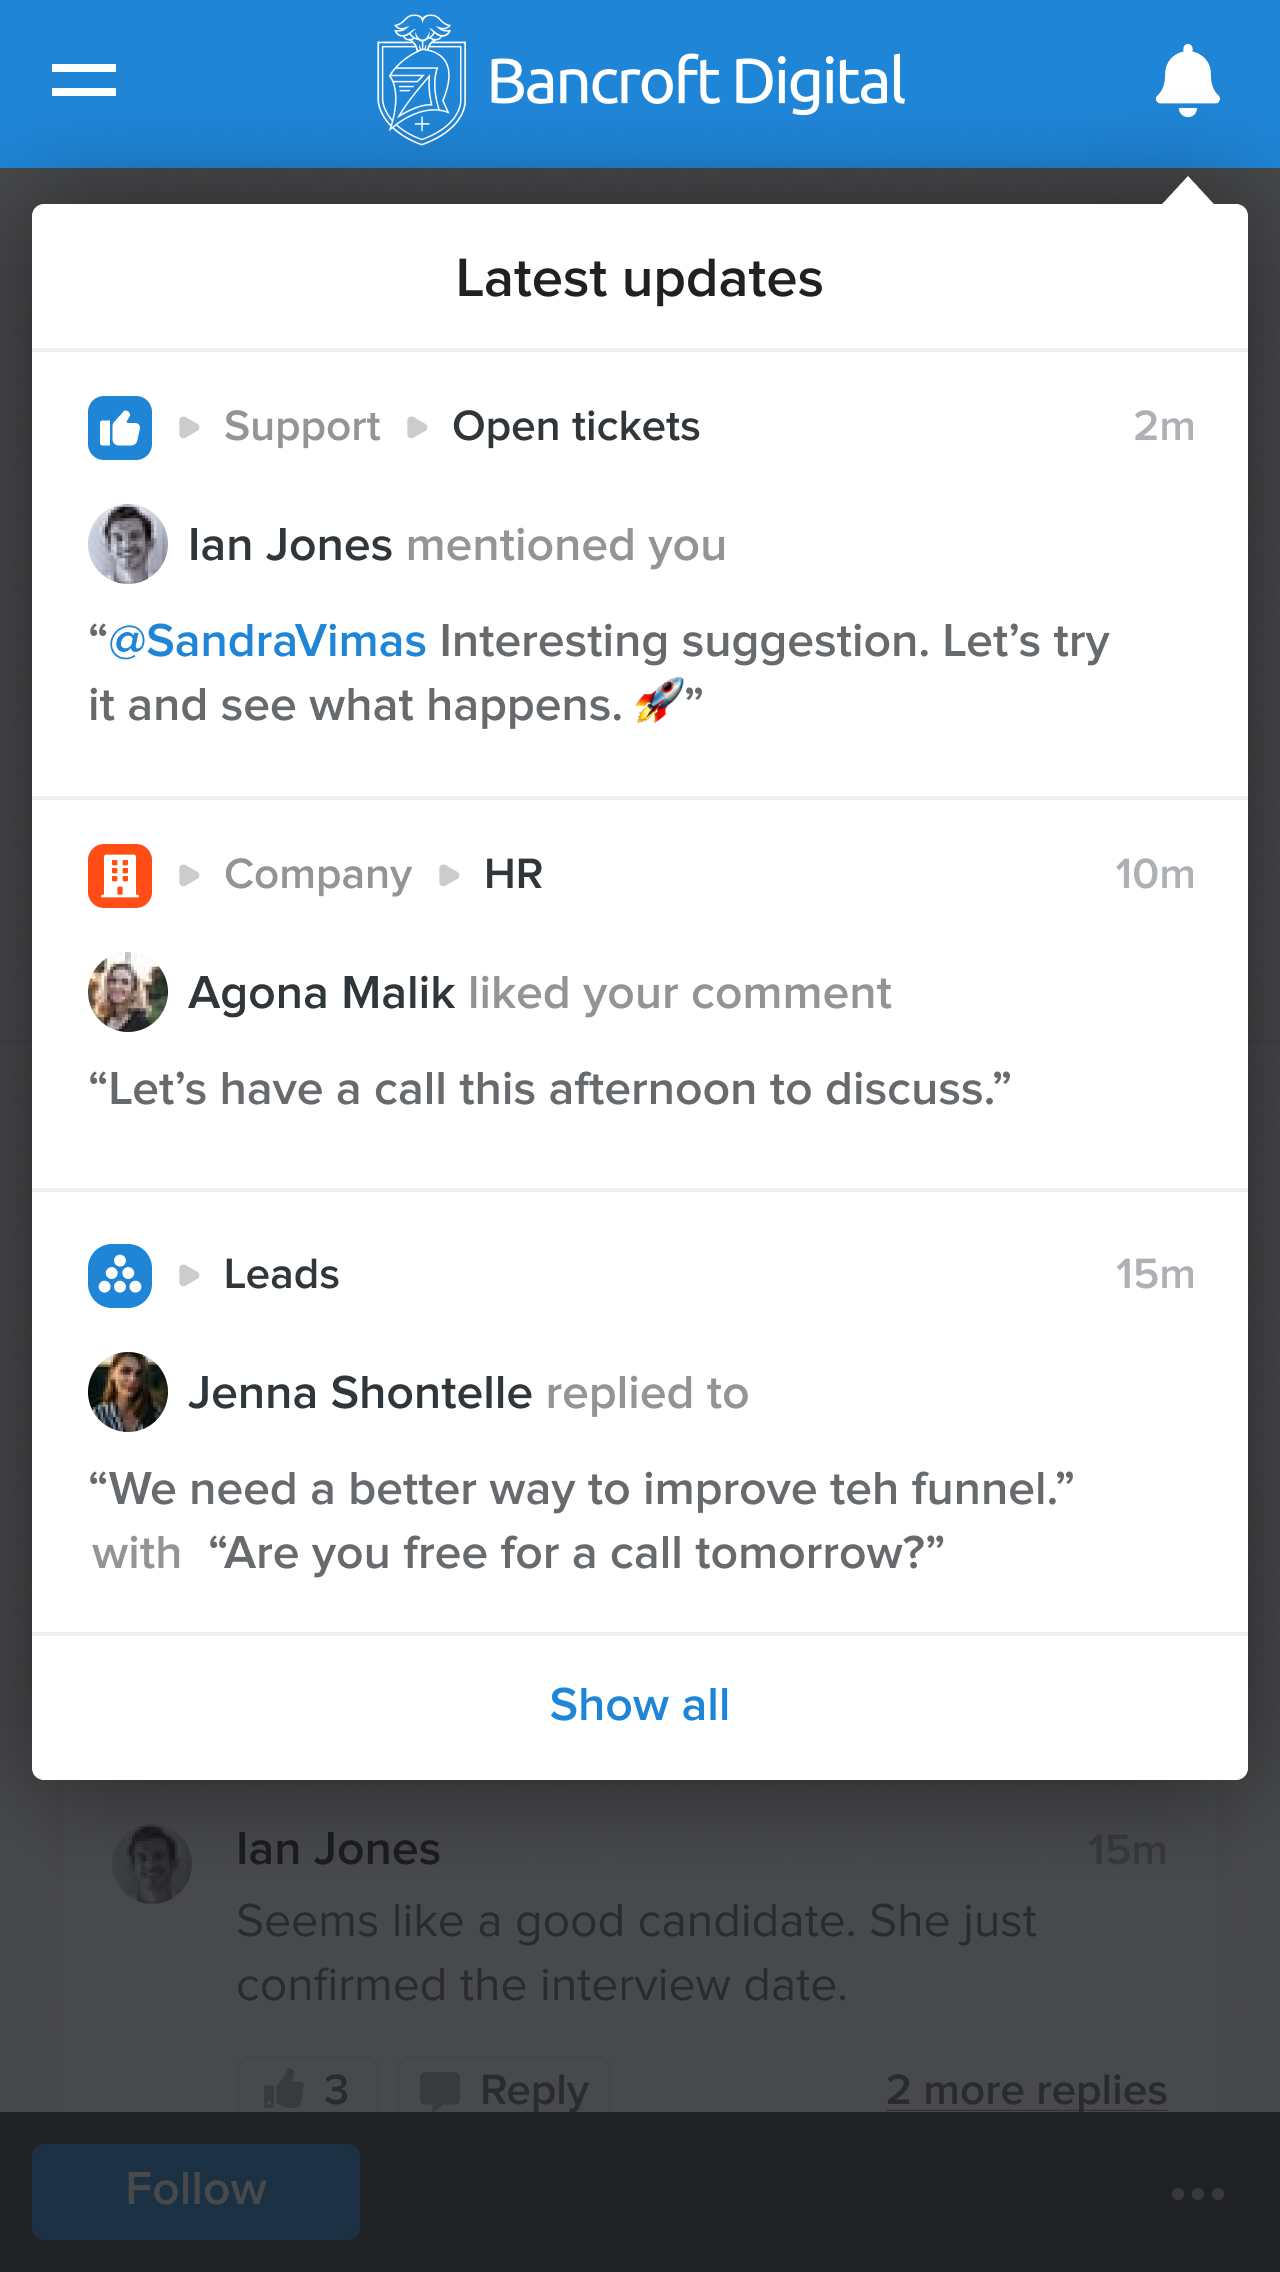 Bancroft Digital
Latest updates
Support Open tickets 2m
Ian Jones mentioned you
“@SandraVimas Interesting suggestion. Let’s try
it and see what happens. 🚀”
Company HR 10m
Agona Malik liked your comment
“Let’s have a call this afternoon to discuss.”
Leads 15m
Jenna Shontelle replied to
“We need a better way to improve teh funnel.”
with “Are you free for a call tomorrow?”
Show all
Ian Jones 15m
Seems like a good candidate. She just
confirmed the interview date.
3 Reply 2 more replies
Follow